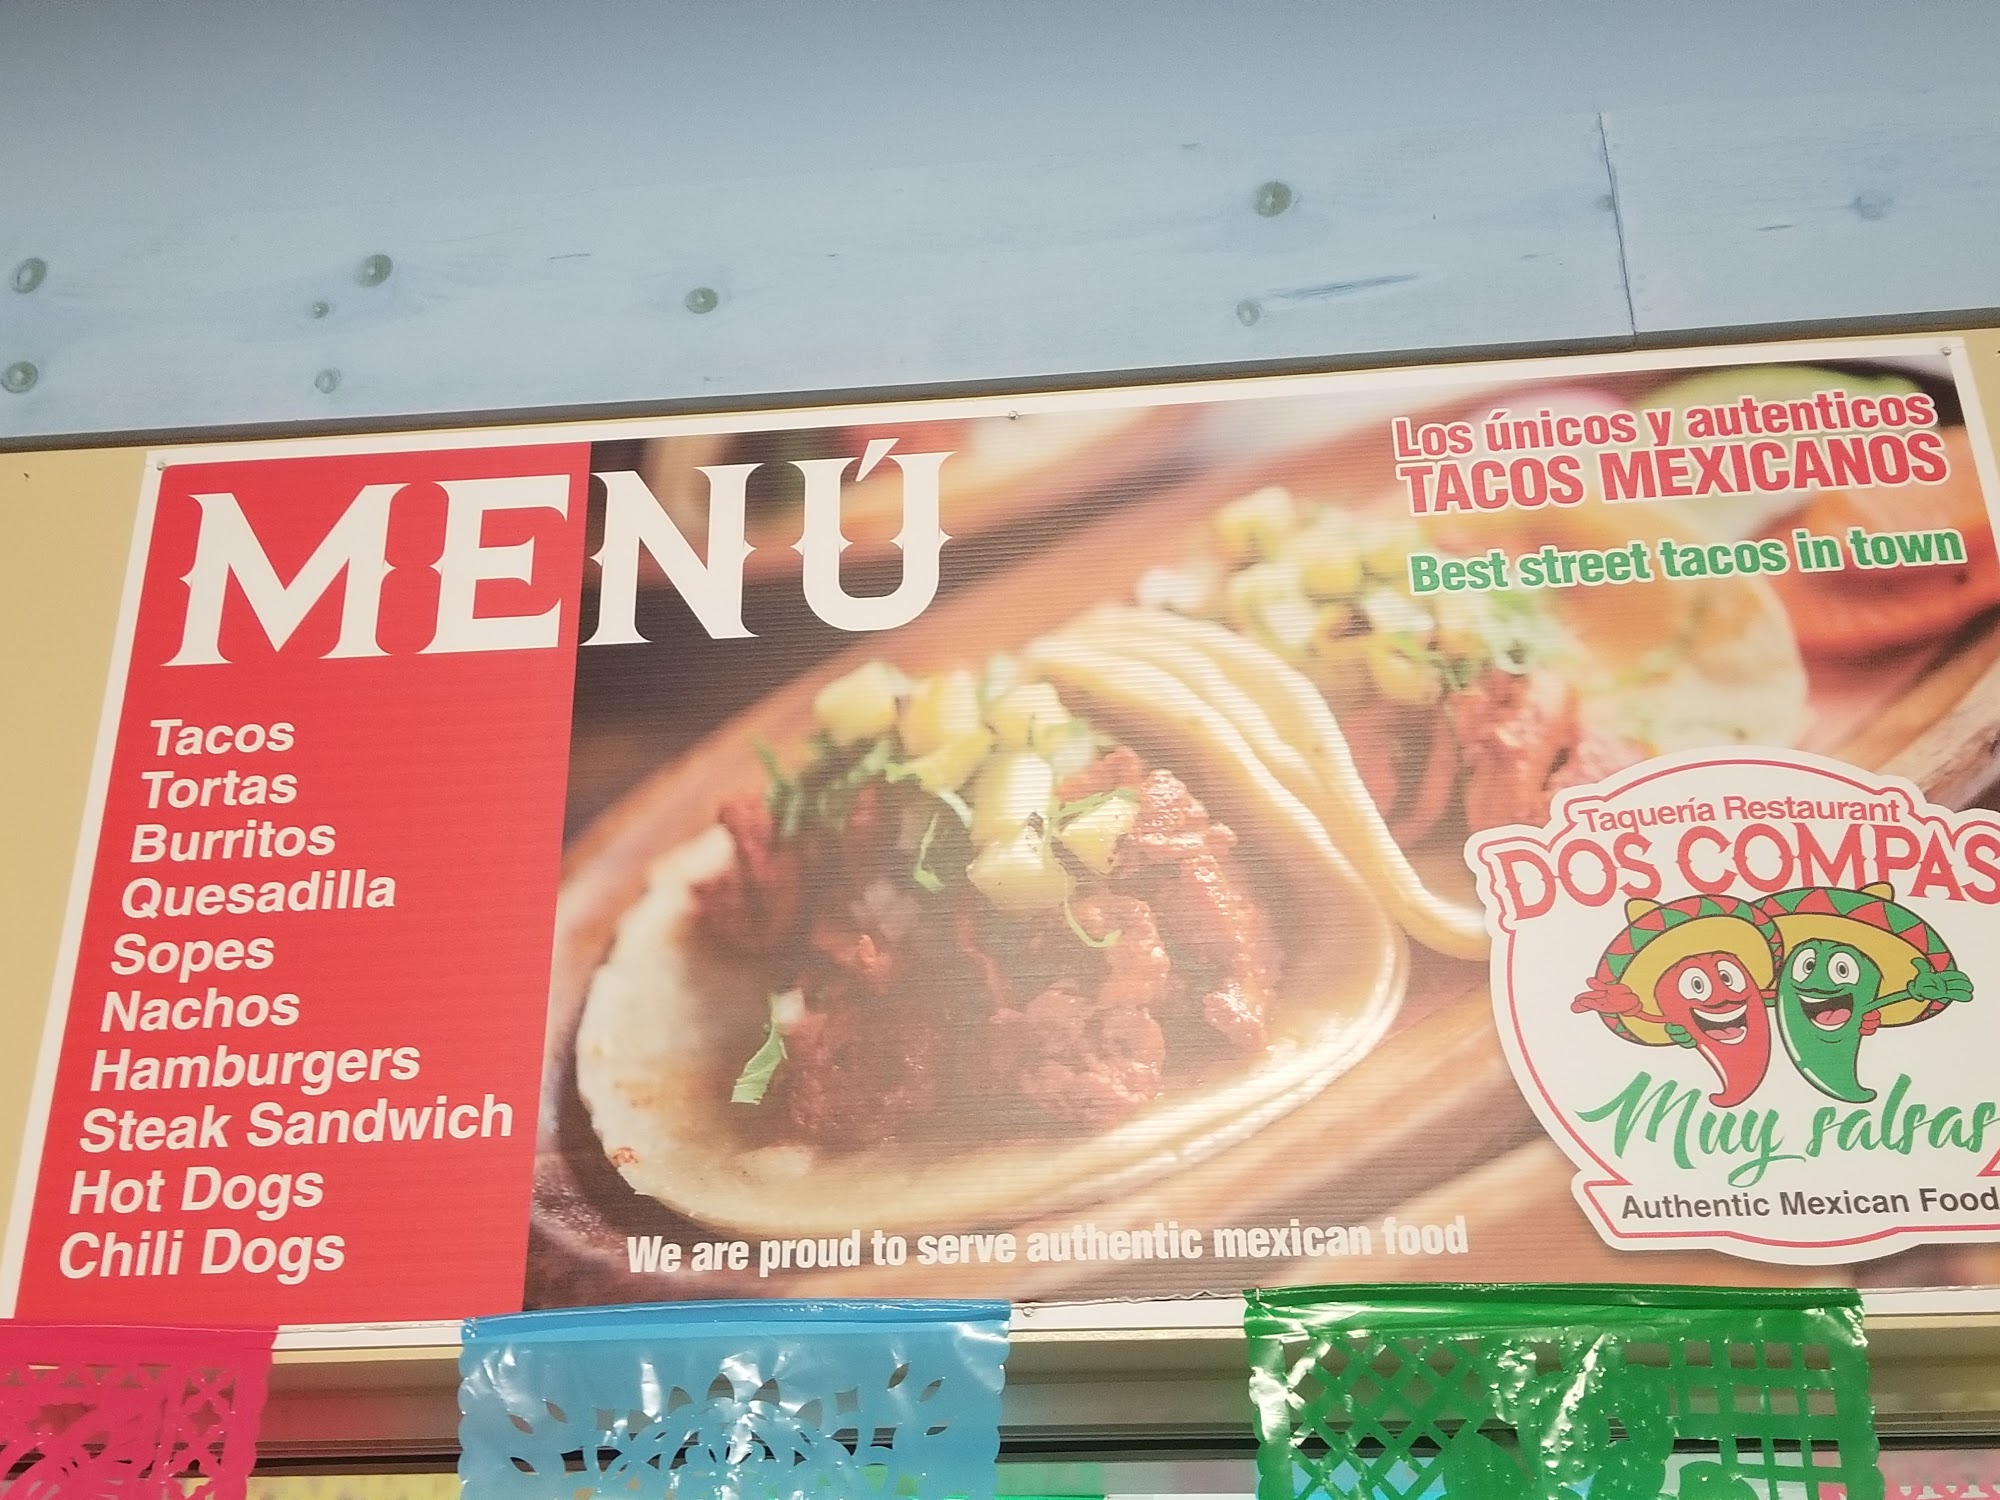 MENÚ
Tacos
Tortas
Burritos
Quesadilla
Sopes
Nachos
Hamburgers
Steak Sandwich
Hot Dogs
Chili Dogs
Los únicos y autenticos
TACOS MEXICANOS
Best street tacos in town
Taquería Restaurant
DOS COMPAS
Muy salsas
Authentic Mexican Food
We are proud to serve authentic mexican food